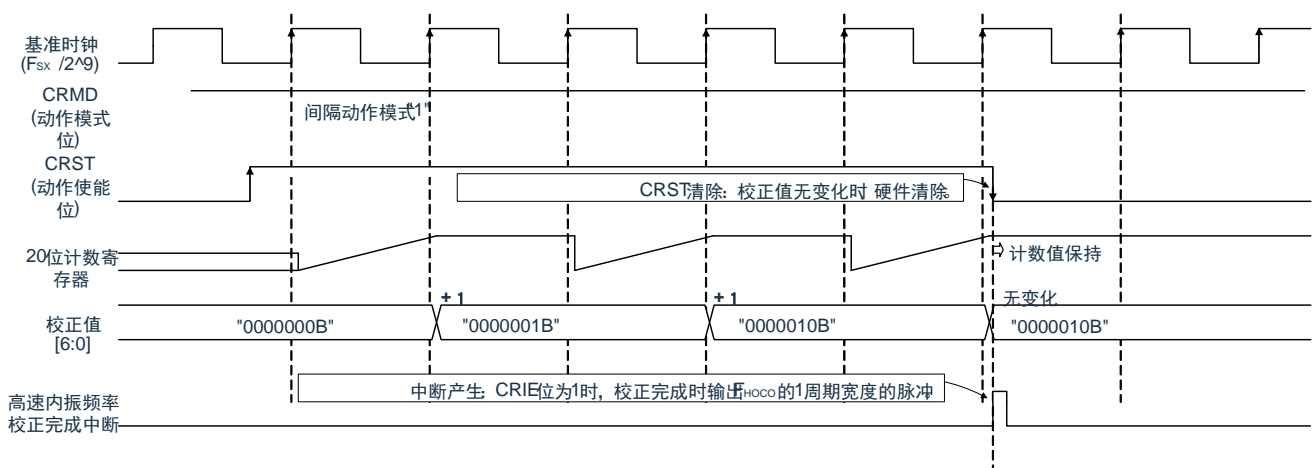 基准时钟
(FSX /2^9)
CRMD
(动作模式
位)
间隔动作模式"1"
CRST
(动作使能
位)
CRST清除: 校正值无变化时 硬件清除
20位计数寄
存器
计数值保持
+ 1
+ 1
无变化
校正值
[6:0]
"0000000B"
"0000001B"
"0000010B"
"0000010B"
中断产生: CRIE位为1时, 校正完成时输出FHOCO的1周期宽度的脉冲
高速内振频率
校正完成中断